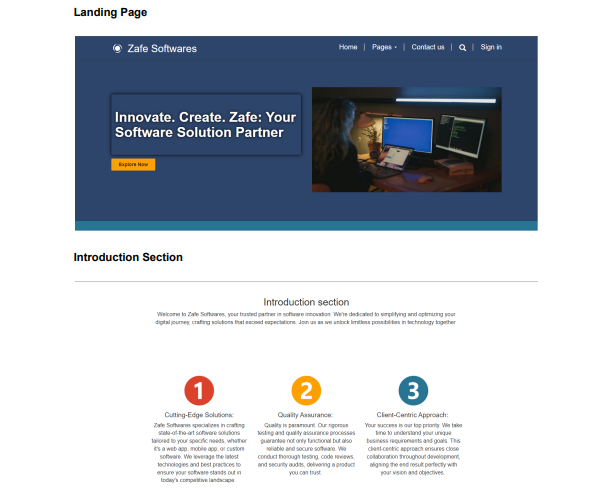 Landing Page
Zafe Softwares
Home | Pages | Contact us | Sign in
Innovate. Create. Zafe: Your
Software Solution Partner
Explore Now
Introduction Section
Introduction section
Welcome to Zafe Softwares, your trusted partner in software innovation. We're dedicated to simplifying and optimizing your
digital journey, crafting solutions that exceed expectations. Join us as we unlock limitless possibilities in technology together
1
2
3
Cutting-Edge Solutions:
Zafe Softwares specializes in crafting
state-of-the-art software solutions
tailored to your specific needs, whether
it's a web app, mobile app, or custom
software. We leverage the latest
technologies and best practices to
ensure your software stands out in
today's competitive landscape.
Quality Assurance:
Quality is paramount. Our rigorous
testing and quality assurance processes
guarantee not only functional but also
reliable and secure software. We
conduct thorough testing, code reviews,
and security audits, delivering a product
you can trust.
Client-Centric Approach:
Your success is our top priority. We take
time to understand your unique
business requirements and goals. This
client-centric approach ensures close
collaboration throughout development,
aligning the end result perfectly with
your vision and objectives.